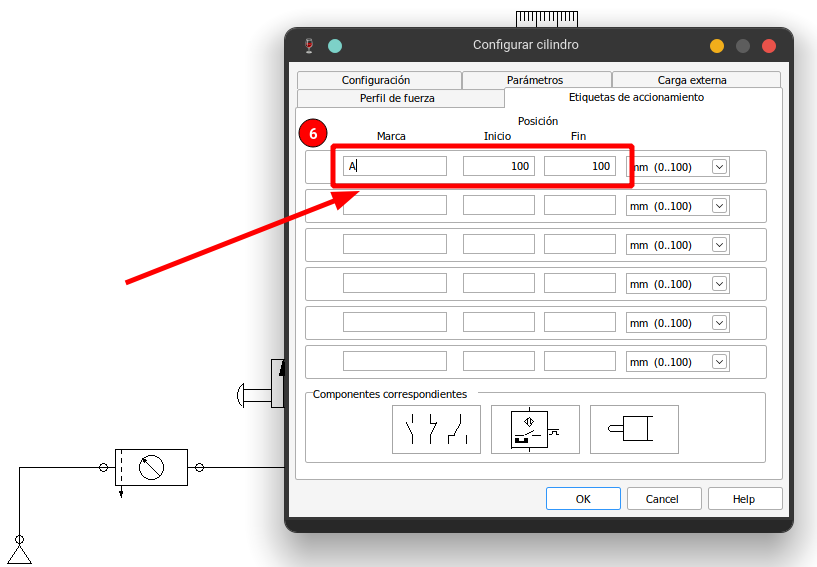 Configurar cilindro
Configuración Parámetros Carga externa
Perfil de fuerza Etiquetas de accionamiento
Posición
6 Marca Inicio Fin
A 100 100 mm (0..100)
mm (0..100)
mm (0..100)
mm (0..100)
mm (0..100)
mm (0..100)
Componentes correspondientes
OK Cancel Help